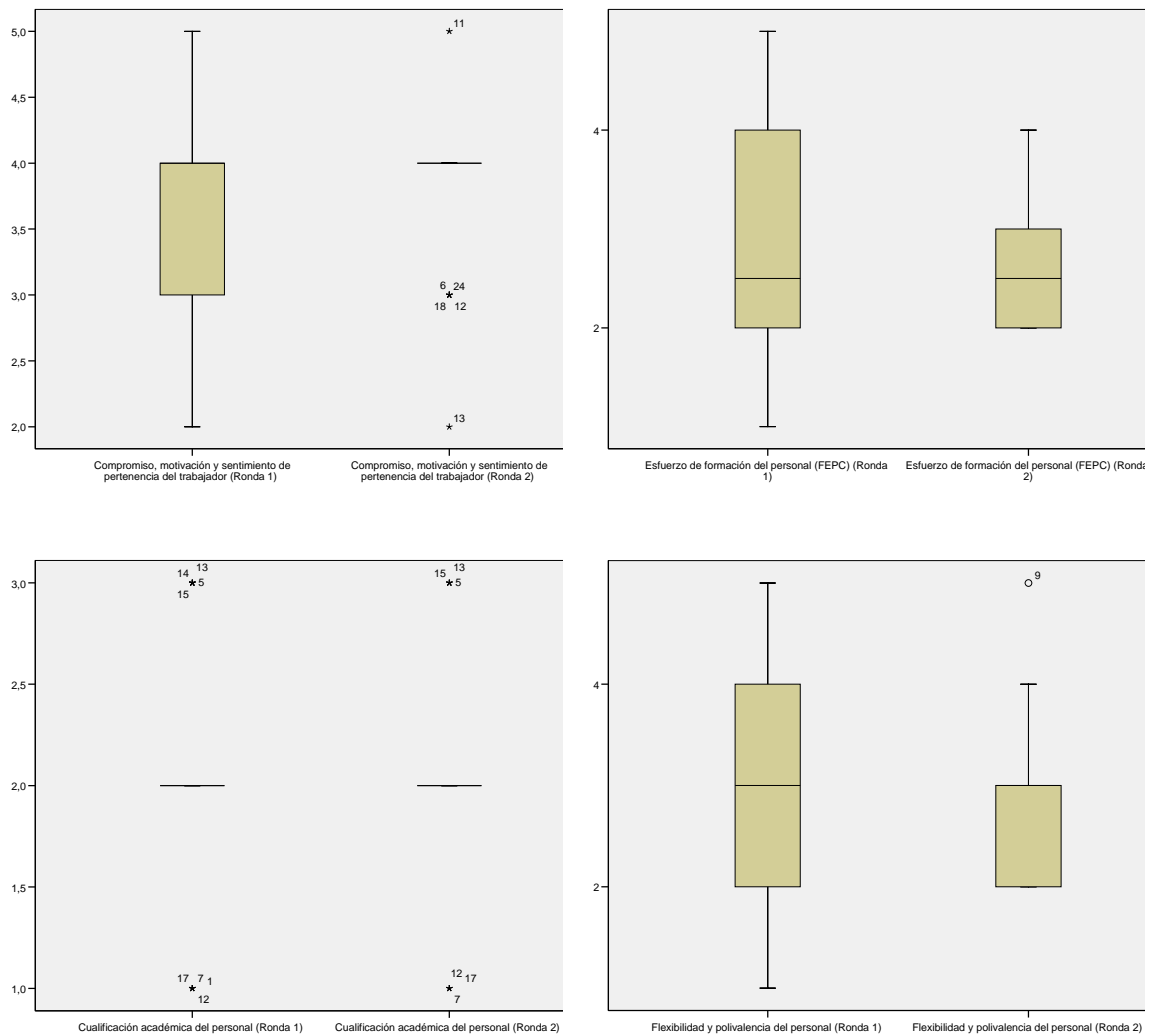 5,0
4,5
4,0
3,5
3,0
2,5
2,0
11
6 24
18 12
13
Compromiso, motivación y sentimiento de
pertenencia del trabajador (Ronda 1)
Compromiso, motivación y sentimiento de
pertenencia del trabajador (Ronda 2)
4
2
Esfuerzo de formación del personal (FEPC) (Ronda
1)
Esfuerzo de formación del personal (FEPC) (Ronda
2)
3,0
2,5
2,0
1,5
1,0
14 13
5
15
17 7 1
12
15 13
5
12 17
7
Cualificación académica del personal (Ronda 1)
Cualificación académica del personal (Ronda 2)
4
2
9
Flexibilidad y polivalencia del personal (Ronda 1)
Flexibilidad y polivalencia del personal (Ronda 2)